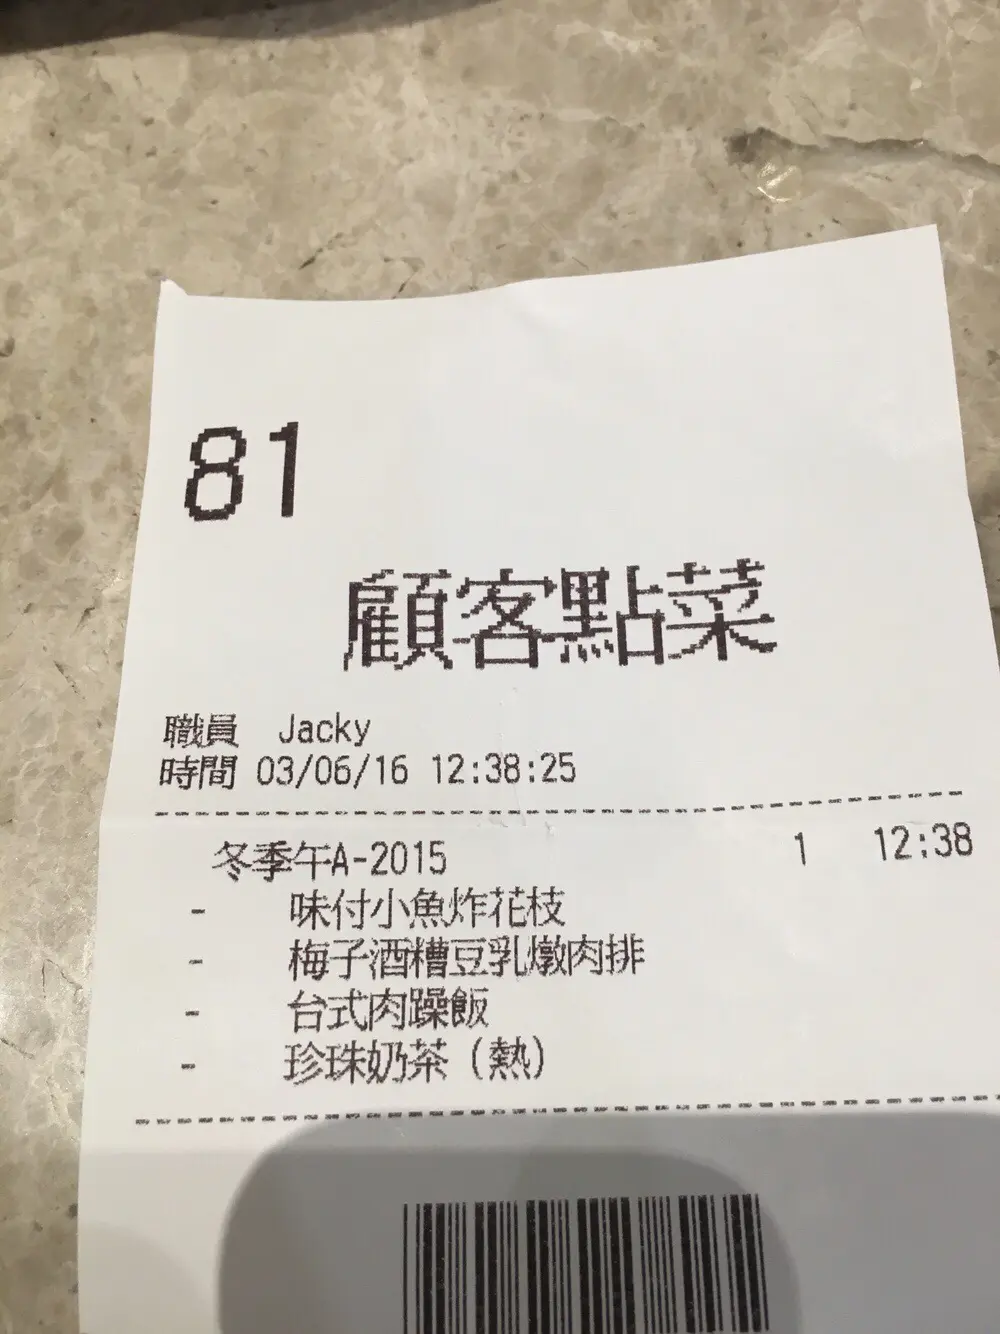 81
顧客點菜
職員 Jacky
時間 03/06/16 12:38:25
冬季午A-2015 1 12:38
- 味付小魚炸花枝
- 梅子酒糟豆乳燉肉排
- 台式肉躁飯
- 珍珠奶茶（熱）